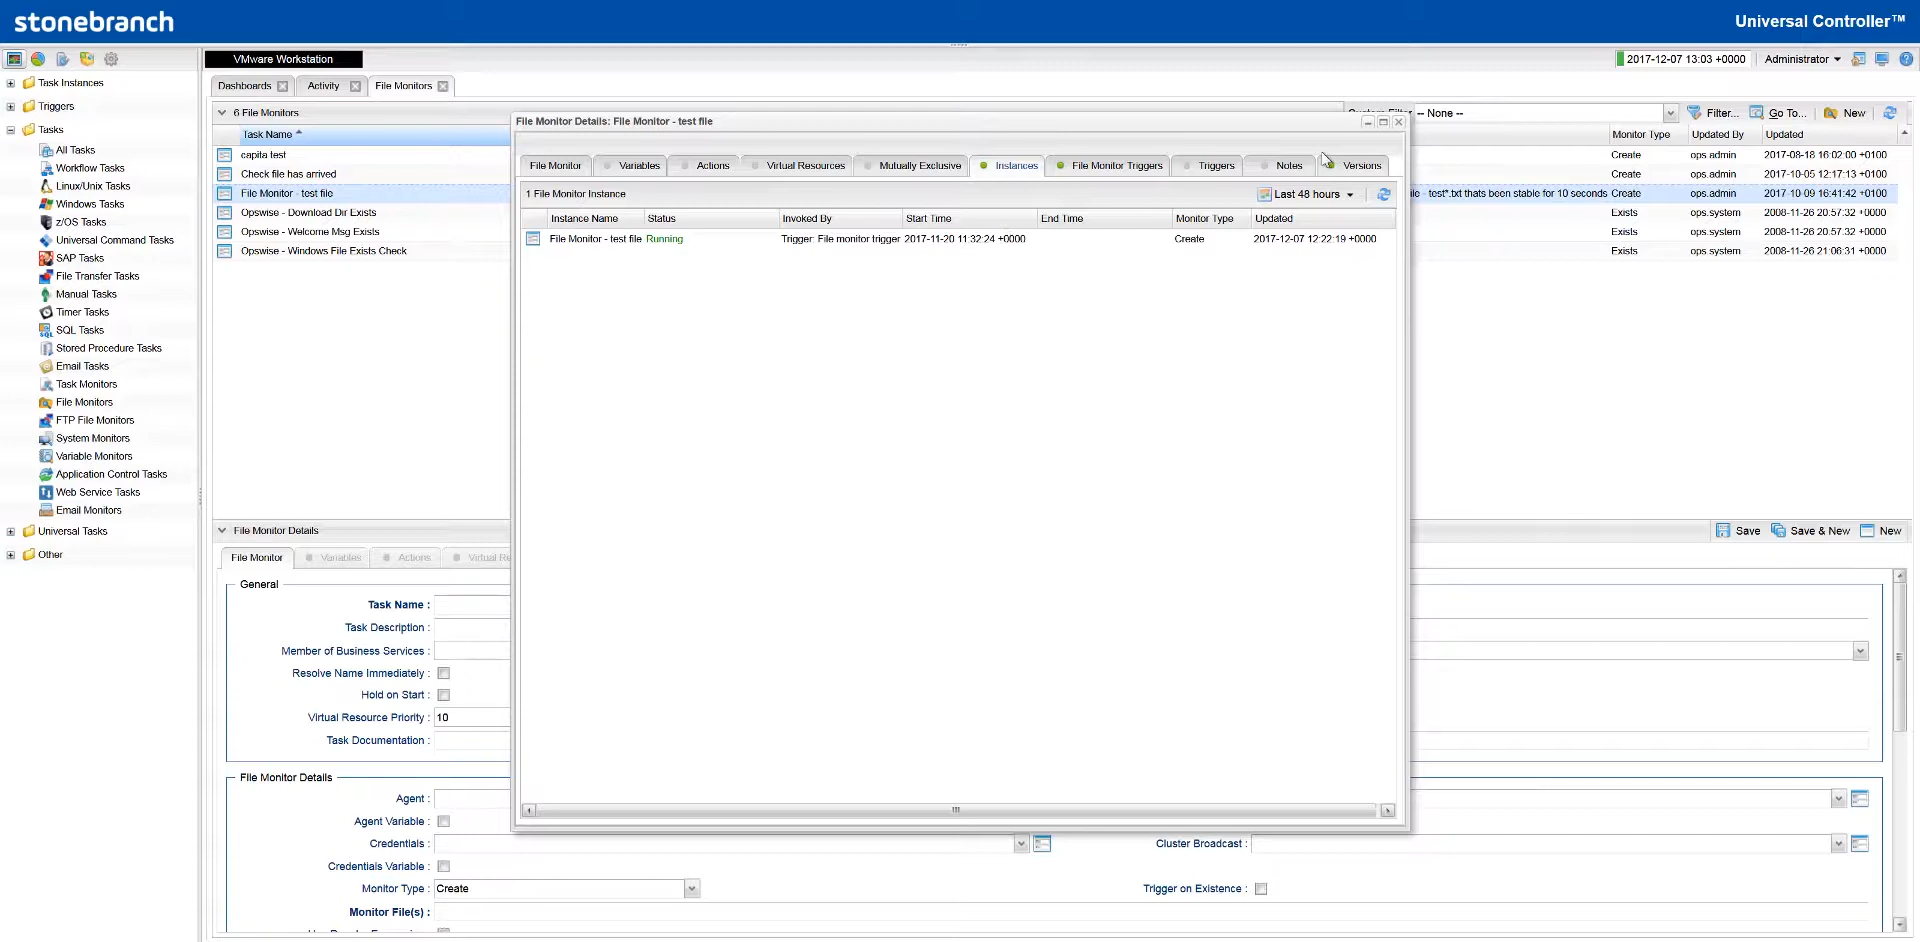 stonebranch
Universal Controller™
VMware Workstation
2017-12-07 13:03 +0000
Administrator
Dashboards
Activity
File Monitors
Task Instances
Triggers
Tasks
All Tasks
Workflow Tasks
Linux/Unix Tasks
Windows Tasks
z/OS Tasks
Universal Command Tasks
SAP Tasks
File Transfer Tasks
Manual Tasks
Timer Tasks
SQL Tasks
Stored Procedure Tasks
Email Tasks
Task Monitors
File Monitors
FTP File Monitors
System Monitors
Variable Monitors
Application Control Tasks
Web Service Tasks
Email Monitors
Universal Tasks
Other
6 File Monitors
-- None --
Filter...
Go To...
New
Task Name
Monitor Type Updated By Updated
capita test
Create ops.admin 2017-08-18 16:02:00 +0100
Check file has arrived
Create ops.admin 2017-10-05 12:17:13 +0100
File Monitor - test file
ile - test*.txt thats been stable for 10 seconds Create ops.admin 2017-10-09 16:41:42 +0100
Opswise - Download Dir Exists
Exists ops.system 2008-11-26 20:57:32 +0000
Opswise - Welcome Msg Exists
Exists ops.system 2008-11-26 20:57:32 +0000
Opswise - Windows File Exists Check
Exists ops.system 2008-11-26 21:06:31 +0000
File Monitor Details: File Monitor - test file
File Monitor Variables Actions Virtual Resources Mutually Exclusive Instances File Monitor Triggers Triggers Notes Versions
1 File Monitor Instance
Last 48 hours
Instance Name Status Invoked By Start Time End Time Monitor Type Updated
File Monitor - test file Running Trigger: File monitor trigger 2017-11-20 11:32:24 +0000 Create 2017-12-07 12:22:19 +0000
File Monitor Details
Save
Save & New
New
File Monitor Variables Actions Virtual Re
General
Task Name :
Task Description :
Member of Business Services :
Resolve Name Immediately :
Hold on Start :
Virtual Resource Priority : 10
Task Documentation :
File Monitor Details
Agent :
Agent Variable :
Credentials :
Cluster Broadcast :
Credentials Variable :
Monitor Type : Create
Trigger on Existence :
Monitor File(s) :